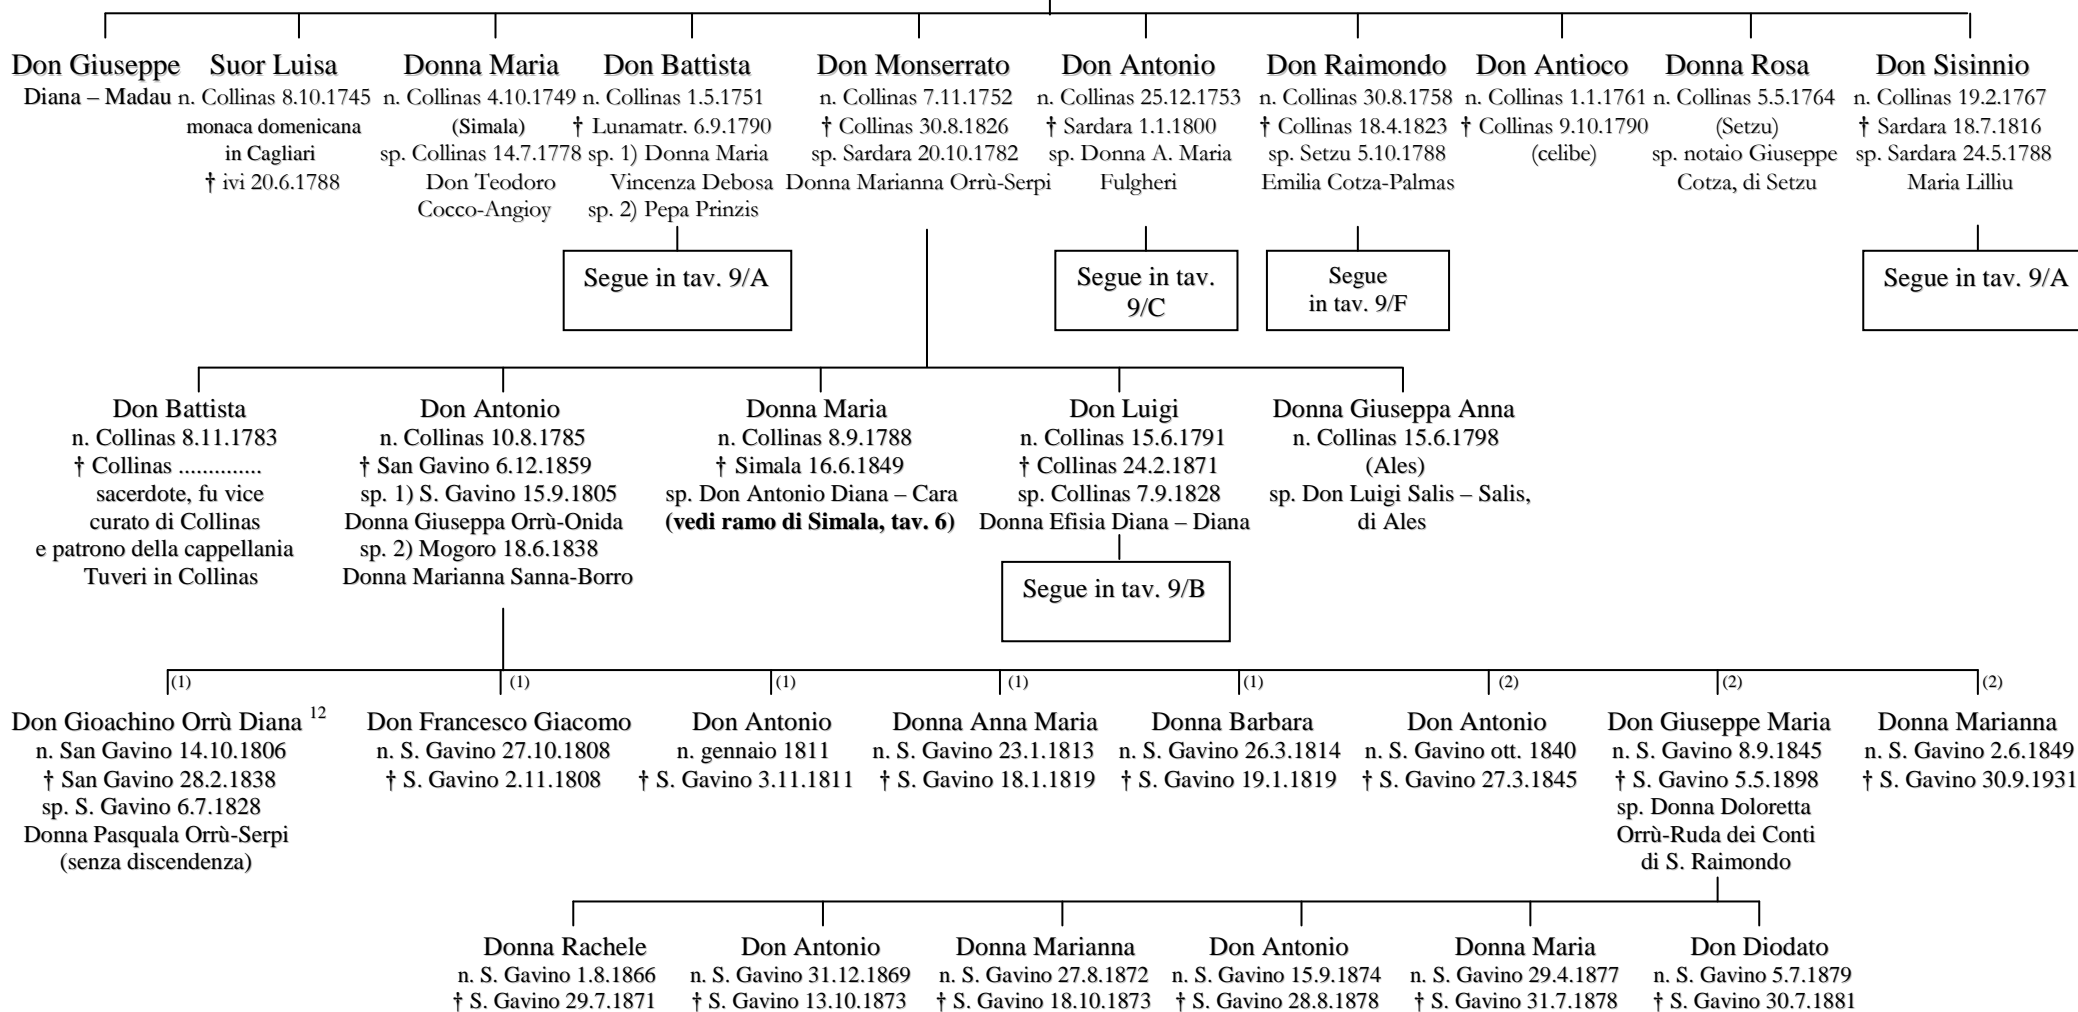 Don Giuseppe
Diana – Madau
Suor Luisa
n. Collinas 8.10.1745
monaca domenicana
in Cagliari
† ivi 20.6.1788
Donna Maria
n. Collinas 4.10.1749
(Simala)
sp. Collinas 14.7.1778
Don Teodoro
Cocco-Angioy
Don Battista
n. Collinas 1.5.1751
† Lunamatr. 6.9.1790
sp. 1) Donna Maria
Vincenza Debosa
sp. 2) Pepa Prinzis
Don Monserrato
n. Collinas 7.11.1752
† Collinas 30.8.1826
sp. Sardara 20.10.1782
Donna Marianna Orrù-Serpi
Don Antonio
n. Collinas 25.12.1753
† Sardara 1.1.1800
sp. Donna A. Maria
Fulgheri
Don Raimondo
n. Collinas 30.8.1758
† Collinas 18.4.1823
sp. Setzu 5.10.1788
Emilia Cotza-Palmas
Don Antioco
n. Collinas 1.1.1761
† Collinas 9.10.1790
(celibe)
Donna Rosa
n. Collinas 5.5.1764
(Setzu)
sp. notaio Giuseppe
Cotza, di Setzu
Don Sisinnio
n. Collinas 19.2.1767
† Sardara 18.7.1816
sp. Sardara 24.5.1788
Maria Lilliu
Segue in tav. 9/A
Segue in tav.
9/C
Segue
in tav. 9/F
Segue in tav. 9/A
Don Battista
n. Collinas 8.11.1783
† Collinas ..............
sacerdote, fu vice
curato di Collinas
e patrono della cappellania
Tuveri in Collinas
Don Antonio
n. Collinas 10.8.1785
† San Gavino 6.12.1859
sp. 1) S. Gavino 15.9.1805
Donna Giuseppa Orrù-Onida
sp. 2) Mogoro 18.6.1838
Donna Marianna Sanna-Borro
Donna Maria
n. Collinas 8.9.1788
† Simala 16.6.1849
sp. Don Antonio Diana – Cara
(vedi ramo di Simala, tav. 6)
Don Luigi
n. Collinas 15.6.1791
† Collinas 24.2.1871
sp. Collinas 7.9.1828
Donna Efisia Diana – Diana
Donna Giuseppa Anna
n. Collinas 15.6.1798
(Ales)
sp. Don Luigi Salis – Salis,
di Ales
Segue in tav. 9/B
(1)
Don Gioachino Orrù Diana 12
n. San Gavino 14.10.1806
† San Gavino 28.2.1838
sp. S. Gavino 6.7.1828
Donna Pasquala Orrù-Serpi
(senza discendenza)
(1)
Don Francesco Giacomo
n. S. Gavino 27.10.1808
† S. Gavino 2.11.1808
(1)
Don Antonio
n. gennaio 1811
† S. Gavino 3.11.1811
(1)
Donna Anna Maria
n. S. Gavino 23.1.1813
† S. Gavino 18.1.1819
(1)
Donna Barbara
n. S. Gavino 26.3.1814
† S. Gavino 19.1.1819
(2)
Don Antonio
n. S. Gavino ott. 1840
† S. Gavino 27.3.1845
(2)
Don Giuseppe Maria
n. S. Gavino 8.9.1845
† S. Gavino 5.5.1898
sp. Donna Doloretta
Orrù-Ruda dei Conti
di S. Raimondo
(2)
Donna Marianna
n. S. Gavino 2.6.1849
† S. Gavino 30.9.1931
Donna Rachele
n. S. Gavino 1.8.1866
† S. Gavino 29.7.1871
Don Antonio
n. S. Gavino 31.12.1869
† S. Gavino 13.10.1873
Donna Marianna
n. S. Gavino 27.8.1872
† S. Gavino 18.10.1873
Don Antonio
n. S. Gavino 15.9.1874
† S. Gavino 28.8.1878
Donna Maria
n. S. Gavino 29.4.1877
† S. Gavino 31.7.1878
Don Diodato
n. S. Gavino 5.7.1879
† S. Gavino 30.7.1881